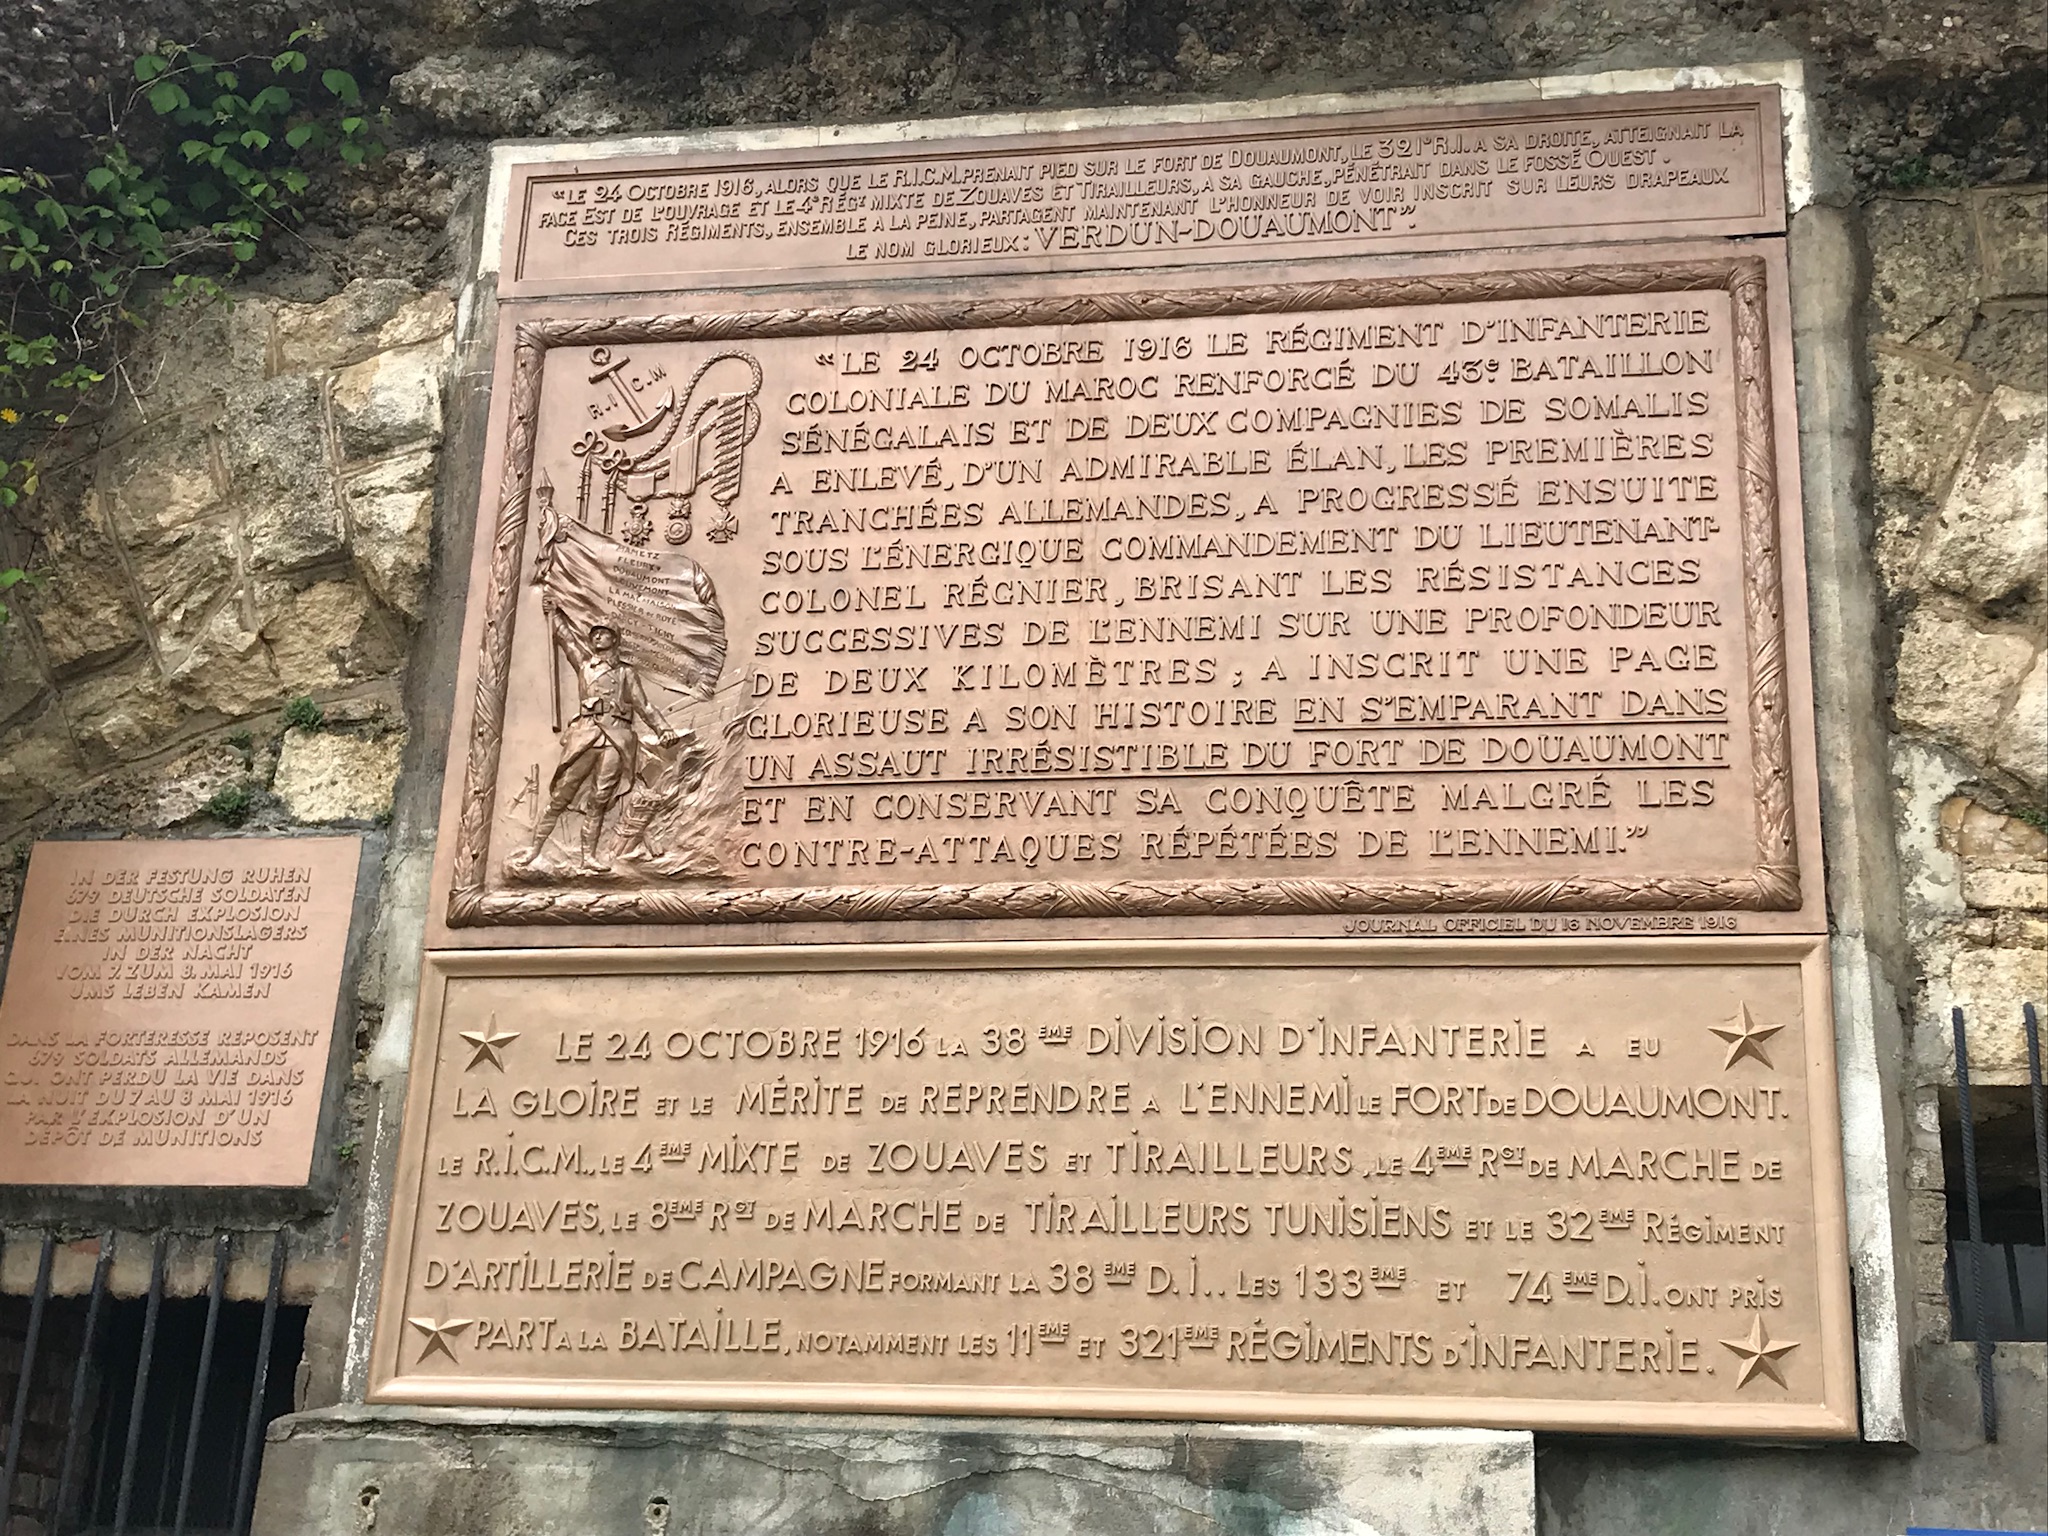 “LE 24 OCTOBRE 1916, ALORS QUE LE R.I.C.M. PRENAIT PIED SUR LE FORT DE DOUAUMONT, LE 321e R.I. A SA DROITE, ATTEIGNAIT LA
FACE EST DE L'OUVRAGE ET LE 4e RÉGt MIXTE DE ZOUAVES ET TIRAILLEURS, A SA GAUCHE, PÉNÉTRAIT DANS LE FOSSÉ OUEST.
CES TROIS RÉGIMENTS, ENSEMBLE A LA PEINE, PARTAGENT MAINTENANT L'HONNEUR DE VOIR INSCRIT SUR LEURS DRAPEAUX
LE NOM GLORIEUX : VERDUN-DOUAUMONT”.
R.I C.M
MAMETZ
FLEURY
DOUAUMONT
LOUVEMONT
LA MALMAISON
PLESSIER DE ROYE
“LE 24 OCTOBRE 1916 LE RÉGIMENT D'INFANTERIE
COLONIALE DU MAROC RENFORCÉ DU 43e BATAILLON
SÉNÉGALAIS ET DE DEUX COMPAGNIES DE SOMALIS
A ENLEVÉ, D'UN ADMIRABLE ÉLAN, LES PREMIÈRES
TRANCHÉES ALLEMANDES, A PROGRESSÉ ENSUITE
SOUS L'ÉNERGIQUE COMMANDEMENT DU LIEUTENANT-
COLONEL RÉGNIER, BRISANT LES RÉSISTANCES
SUCCESSIVES DE L'ENNEMI SUR UNE PROFONDEUR
DE DEUX KILOMÈTRES ; A INSCRIT UNE PAGE
GLORIEUSE A SON HISTOIRE EN S'EMPARANT DANS
UN ASSAUT IRRÉSISTIBLE DU FORT DE DOUAUMONT
ET EN CONSERVANT SA CONQUÊTE MALGRÉ LES
CONTRE-ATTAQUES RÉPÉTÉES DE L'ENNEMI.”
JOURNAL OFFICIEL DU 16 NOVEMBRE 1916
LE 24 OCTOBRE 1916 LA 38 ÈME DIVISION D'INFANTERIE A EU
LA GLOIRE ET LE MÉRITE DE REPRENDRE A L'ENNEMI LE FORT DE DOUAUMONT.
LE R.I.C.M., LE 4ÈME MIXTE DE ZOUAVES ET TIRAILLEURS, LE 4ÈME RGT DE MARCHE DE
ZOUAVES, LE 8ÈME RGT DE MARCHE DE TIRAILLEURS TUNISIENS ET LE 32ÈME RÉGIMENT
D'ARTILLERIE DE CAMPAGNE FORMANT LA 38 ÈME D.I.. LES 133ÈME ET 74ÈME D.I. ONT PRIS
PART A LA BATAILLE, NOTAMMENT LES 11ÈME ET 321ÈME RÉGIMENTS D'INFANTERIE.
IN DER FESTUNG RUHEN
679 DEUTSCHE SOLDATEN
DIE DURCH EXPLOSION
EINES MUNITIONSLAGERS
IN DER NACHT
VOM 7. ZUM 8. MAI 1916
UMS LEBEN KAMEN
DANS LA FORTERESSE REPOSENT
679 SOLDATS ALLEMANDS
QUI ONT PERDU LA VIE DANS
LA NUIT DU 7 AU 8 MAI 1916
PAR L'EXPLOSION D'UN
DÉPÔT DE MUNITIONS